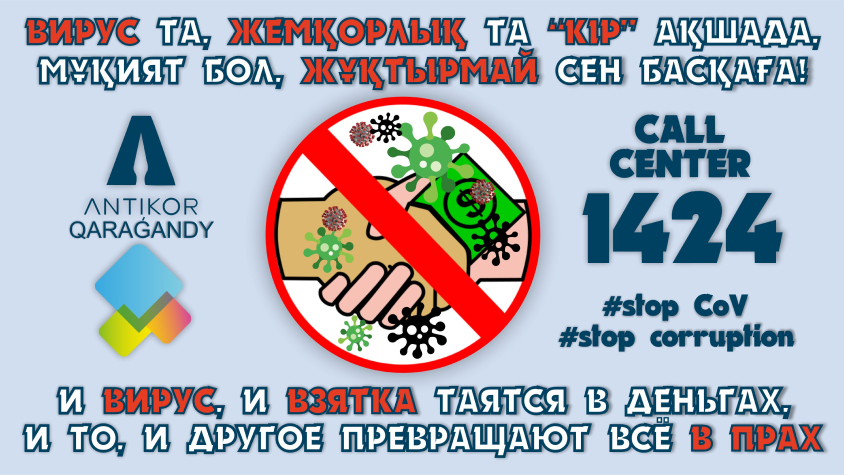 ВИРУС ТА, ЖЕМҚОРЛЫҚ ТА “КІР” АҚШАДА,
МҰҚИЯТ БОЛ, ЖҰҚТЫРМАЙ СЕН БАСҚАҒА!
ANTIKOR
QARAǴANDY
CALL
CENTER
1424
#stop CoV
#stop corruption
$
И ВИРУС, И ВЗЯТКА ТАЯТСЯ В ДЕНЬГАХ,
И ТО, И ДРУГОЕ ПРЕВРАЩАЮТ ВСЁ В ПРАХ